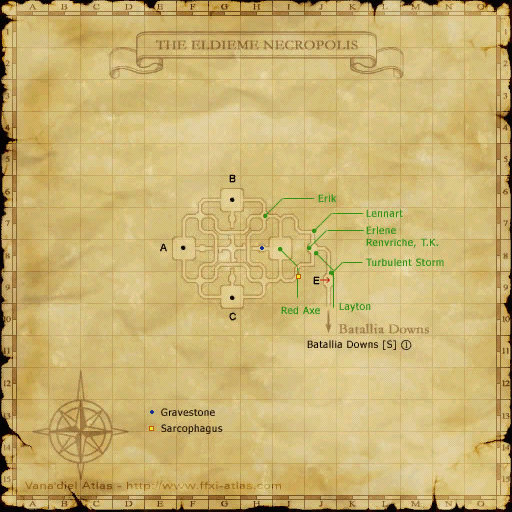 A B C D E F G H I J K L M N O
THE ELDIEME NECROPOLIS
1
2
3
4
5
6
7
8
9
10
11
12
13
14
15
B
Erik
Lennart
Erlene
Renvriche, T.K.
A
Turbulent Storm
E
Red Axe
Layton
C
Batallia Downs
Batallia Downs [S] ①
Gravestone
Sarcophagus
Vana'diel Atlas - http://www.ffxi-atlas.com
A B C D E F G H I J K L M N O